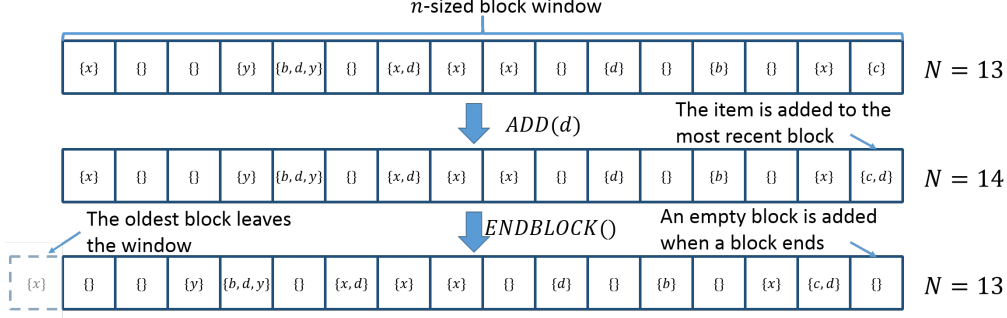 n-sized block window
{x} {} {} {y} {b,d,y} {} {x,d} {x} {x} {} {d} {} {b} {} {x} {c} N = 13
ADD(d)
The item is added to the
most recent block
{x} {} {} {y} {b,d,y} {} {x,d} {x} {x} {} {d} {} {b} {} {x} {c,d} N = 14
The oldest block leaves
the window
ENDBLOCK()
An empty block is added
when a block ends
{x} {} {} {y} {b,d,y} {} {x,d} {x} {x} {} {d} {} {b} {} {x} {c,d} {} N = 13